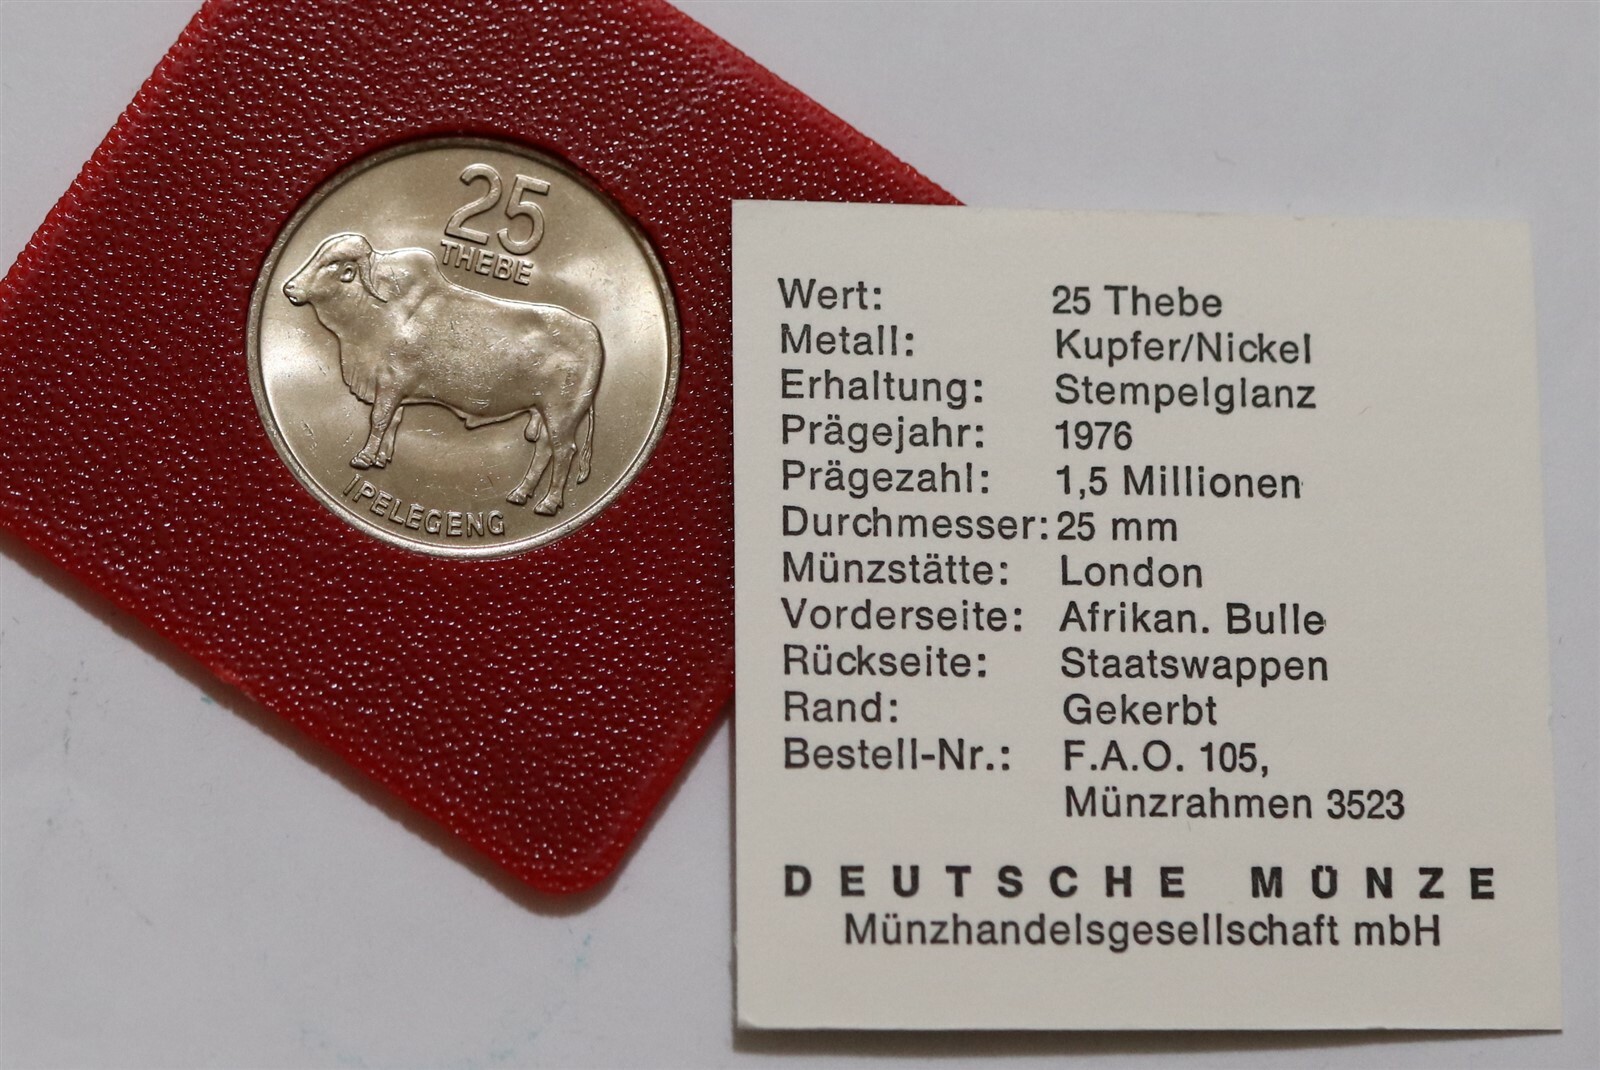 25
THEBE
IPELEGENG
Wert: 25 Thebe
Metall: Kupfer/Nickel
Erhaltung: Stempelglanz
Prägejahr: 1976
Prägezahl: 1,5 Millionen
Durchmesser: 25 mm
Münzstätte: London
Vorderseite: Afrikan. Bulle
Rückseite: Staatswappen
Rand: Gekerbt
Bestell-Nr.: F.A.O. 105,
Münzrahmen 3523
DEUTSCHE MÜNZE
Münzhandelsgesellschaft mbH